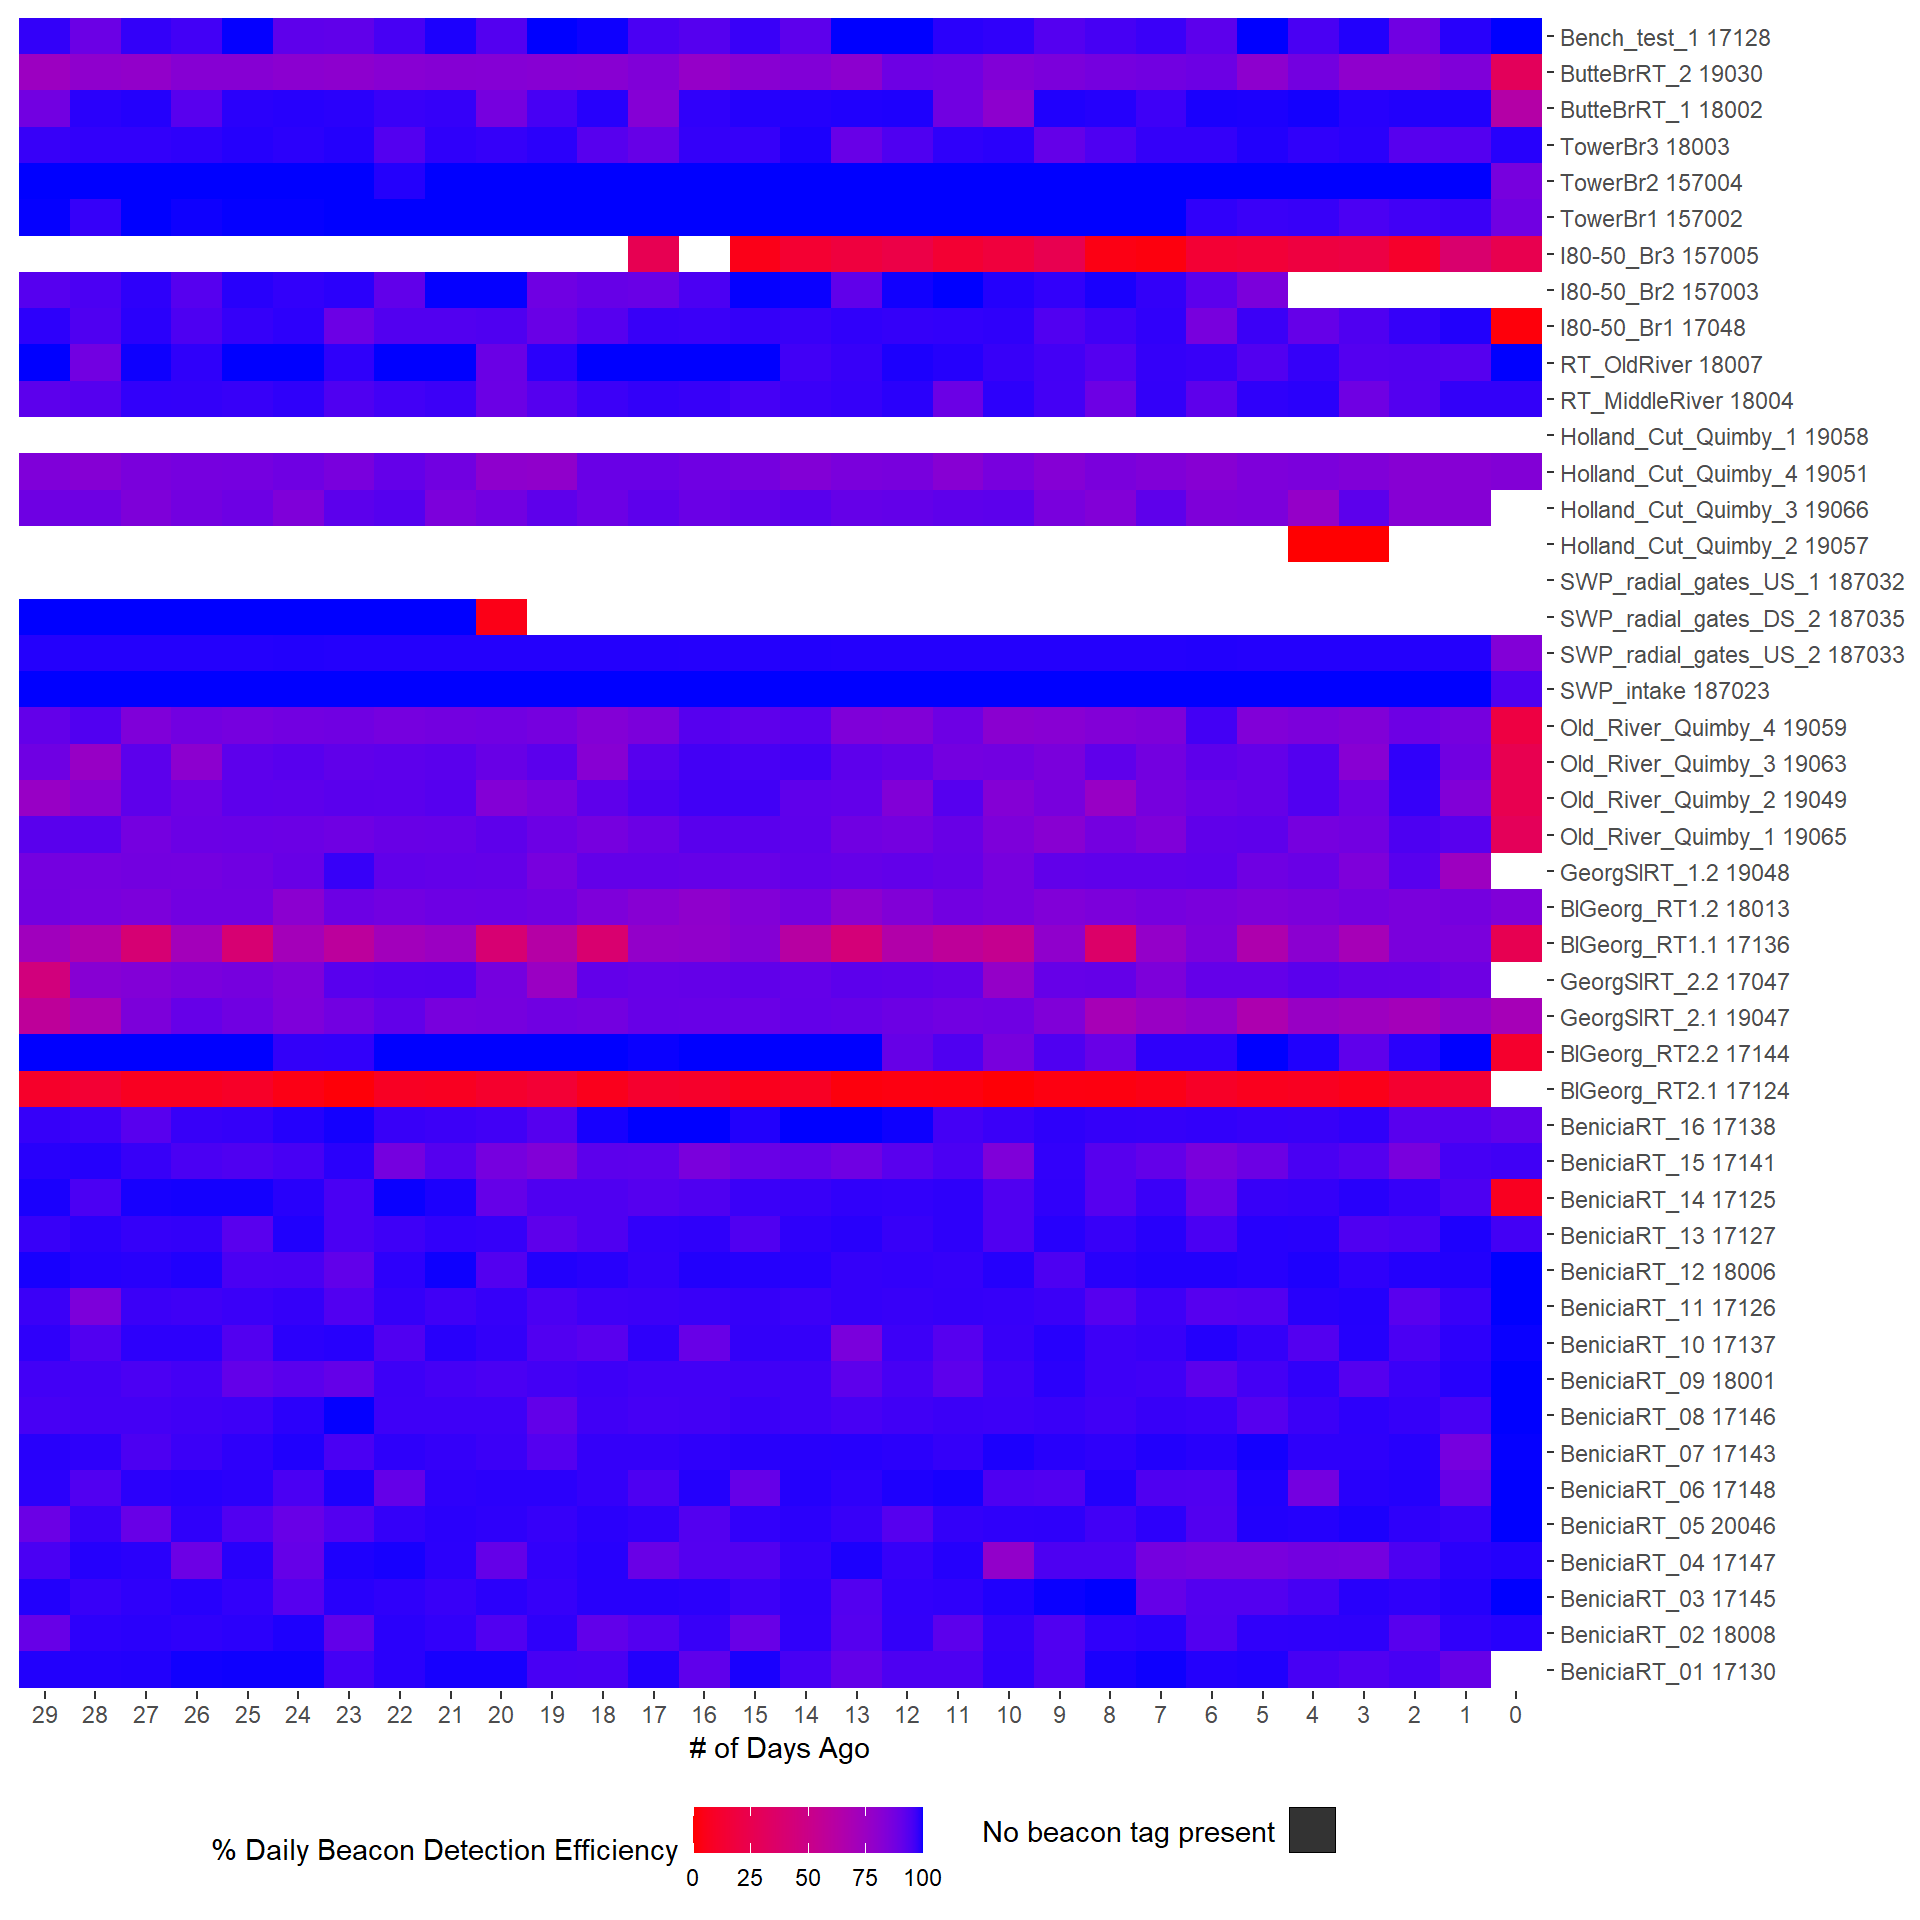 Bench_test_1 17128
ButteBrRT_2 19030
ButteBrRT_1 18002
TowerBr3 18003
TowerBr2 157004
TowerBr1 157002
I80-50_Br3 157005
I80-50_Br2 157003
I80-50_Br1 17048
RT_OldRiver 18007
RT_MiddleRiver 18004
Holland_Cut_Quimby_1 19058
Holland_Cut_Quimby_4 19051
Holland_Cut_Quimby_3 19066
Holland_Cut_Quimby_2 19057
SWP_radial_gates_US_1 187032
SWP_radial_gates_DS_2 187035
SWP_radial_gates_US_2 187033
SWP_intake 187023
Old_River_Quimby_4 19059
Old_River_Quimby_3 19063
Old_River_Quimby_2 19049
Old_River_Quimby_1 19065
GeorgSlRT_1.2 19048
BlGeorg_RT1.2 18013
BlGeorg_RT1.1 17136
GeorgSlRT_2.2 17047
GeorgSlRT_2.1 19047
BlGeorg_RT2.2 17144
BlGeorg_RT2.1 17124
BeniciaRT_16 17138
BeniciaRT_15 17141
BeniciaRT_14 17125
BeniciaRT_13 17127
BeniciaRT_12 18006
BeniciaRT_11 17126
BeniciaRT_10 17137
BeniciaRT_09 18001
BeniciaRT_08 17146
BeniciaRT_07 17143
BeniciaRT_06 17148
BeniciaRT_05 20046
BeniciaRT_04 17147
BeniciaRT_03 17145
BeniciaRT_02 18008
BeniciaRT_01 17130
29 28 27 26 25 24 23 22 21 20 19 18 17 16 15 14 13 12 11 10 9 8 7 6 5 4 3 2 1 0
# of Days Ago
% Daily Beacon Detection Efficiency
0 25 50 75 100
No beacon tag present